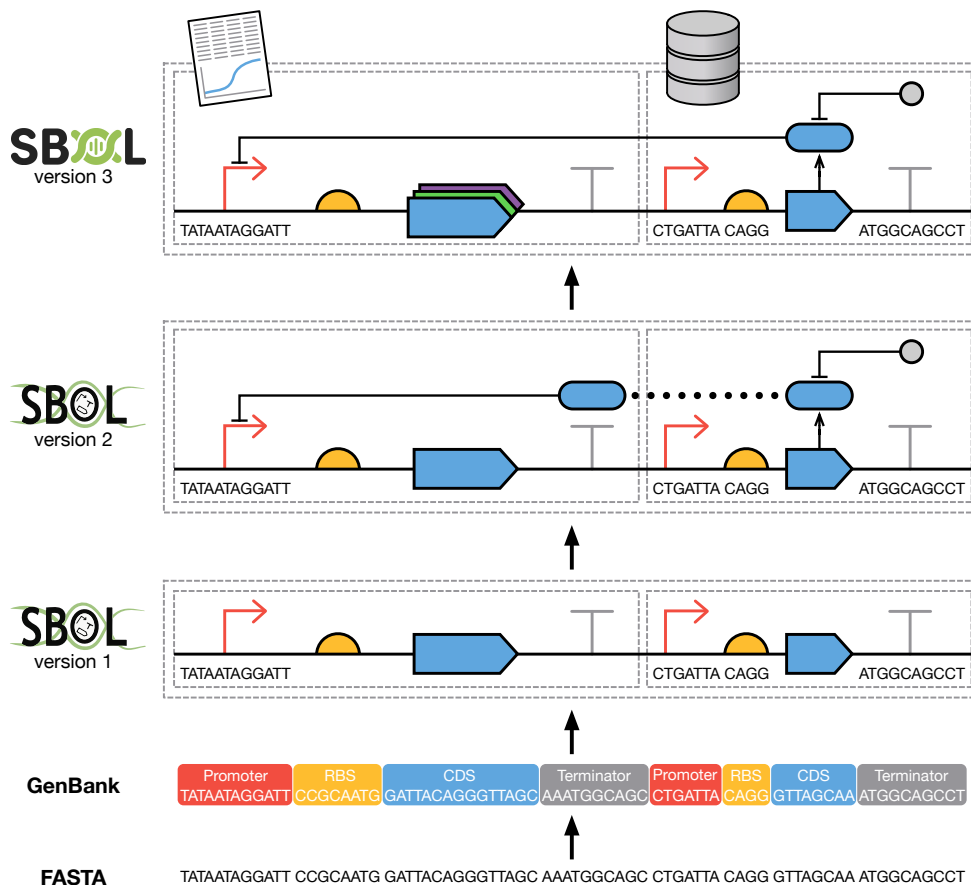 SBOL
version 3
TATAATAGGATT
CTGATTA CAGG
ATGGCAGCCT
SBOL
version 2
TATAATAGGATT
CTGATTA CAGG
ATGGCAGCCT
SBOL
version 1
TATAATAGGATT
CTGATTA CAGG
ATGGCAGCCT
GenBank
Promoter RBS CDS Terminator Promoter RBS CDS Terminator
TATAATAGGATT CCGCAATG GATTACAGGGTTAGC AAATGGCAGC CTGATTA CAGG GTTAGCAA ATGGCAGCCT
FASTA
TATAATAGGATT CCGCAATG GATTACAGGGTTAGC AAATGGCAGC CTGATTA CAGG GTTAGCAA ATGGCAGCCT